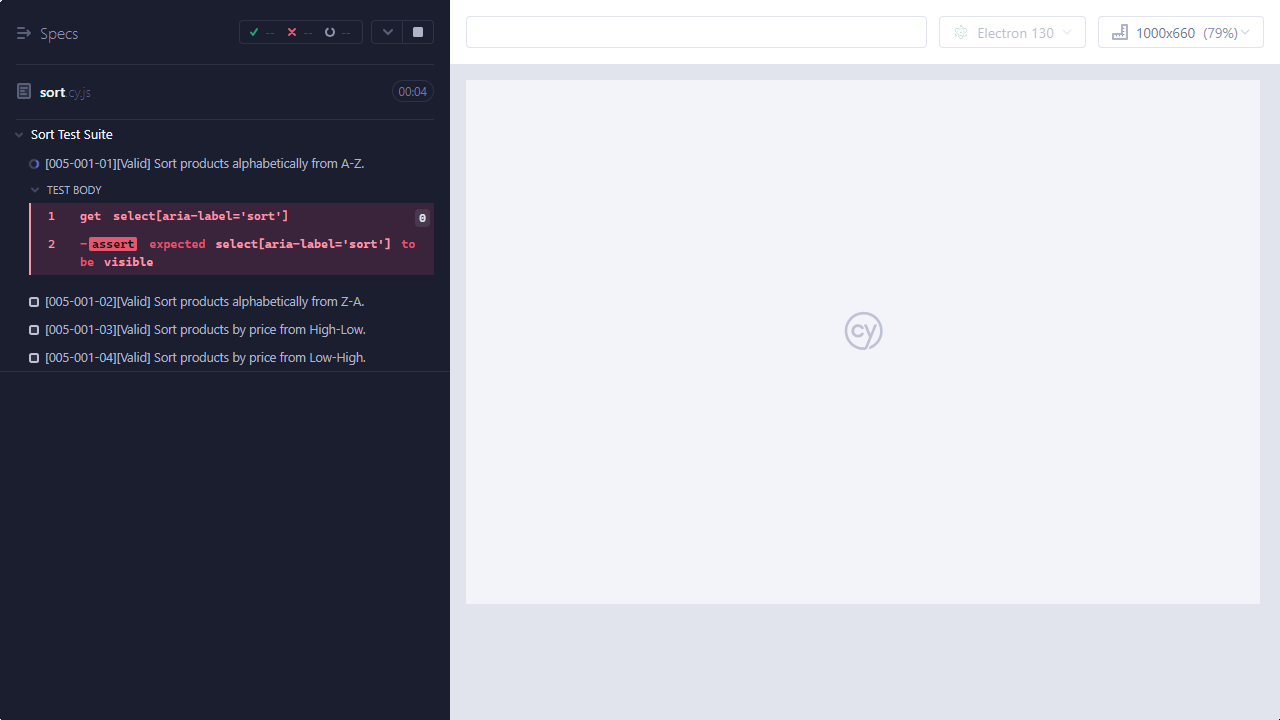 Specs
-- -- --
Electron 130
1000x660 (79%)
sort.cy.js
00:04
Sort Test Suite
[005-001-01][Valid] Sort products alphabetically from A-Z.
TEST BODY
1 get select[aria-label='sort'] 0
2 -assert expected select[aria-label='sort'] to
be visible
[005-001-02][Valid] Sort products alphabetically from Z-A.
[005-001-03][Valid] Sort products by price from High-Low.
[005-001-04][Valid] Sort products by price from Low-High.
cy